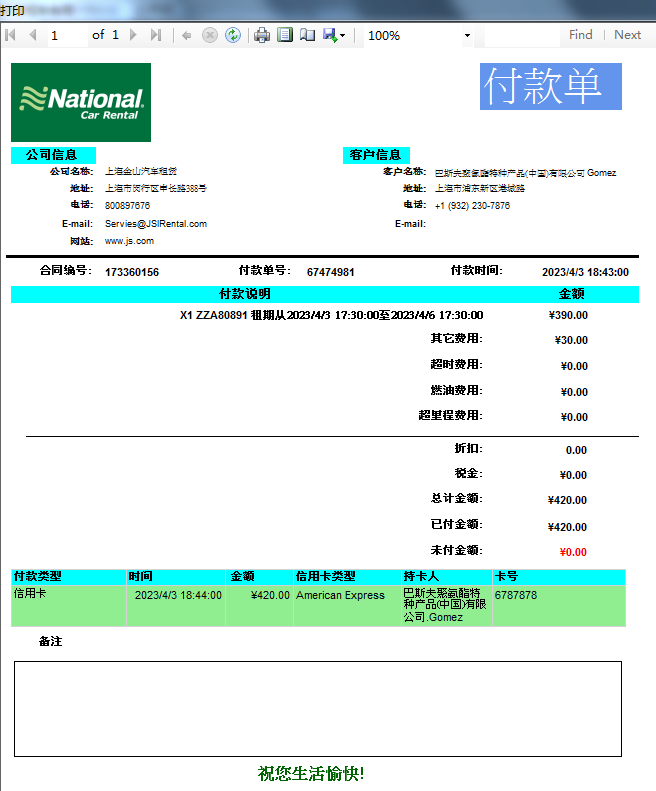 打印
1 of 1 100% Find Next
National
Car Rental
付款单
公司信息 客户信息
公司名称: 上海金山汽车租赁 客户名称: 巴斯夫聚氨酯特种产品(中国)有限公司 Gomez
地址: 上海市闵行区申长路388号 地址: 上海市浦东新区港城路
电话: 800897676 电话: +1 (932) 230-7876
E-mail: Servies@JSIRental.com E-mail:
网站: www.js.com
合同编号: 173360156 付款单号: 67474981 付款时间: 2023/4/3 18:43:00
付款说明 金额
X1 ZZA80891 租期从2023/4/3 17:30:00至2023/4/6 17:30:00 ¥390.00
其它费用: ¥30.00
超时费用: ¥0.00
燃油费用: ¥0.00
超里程费用: ¥0.00
折扣: 0.00
税金: ¥0.00
总计金额: ¥420.00
已付金额: ¥420.00
未付金额: ¥0.00
付款类型 时间 金额 信用卡类型 持卡人 卡号
信用卡 2023/4/3 18:44:00 ¥420.00 American Express 巴斯夫聚氨酯特 6787878
种产品(中国)有限
公司.Gomez
备注
祝您生活愉快!